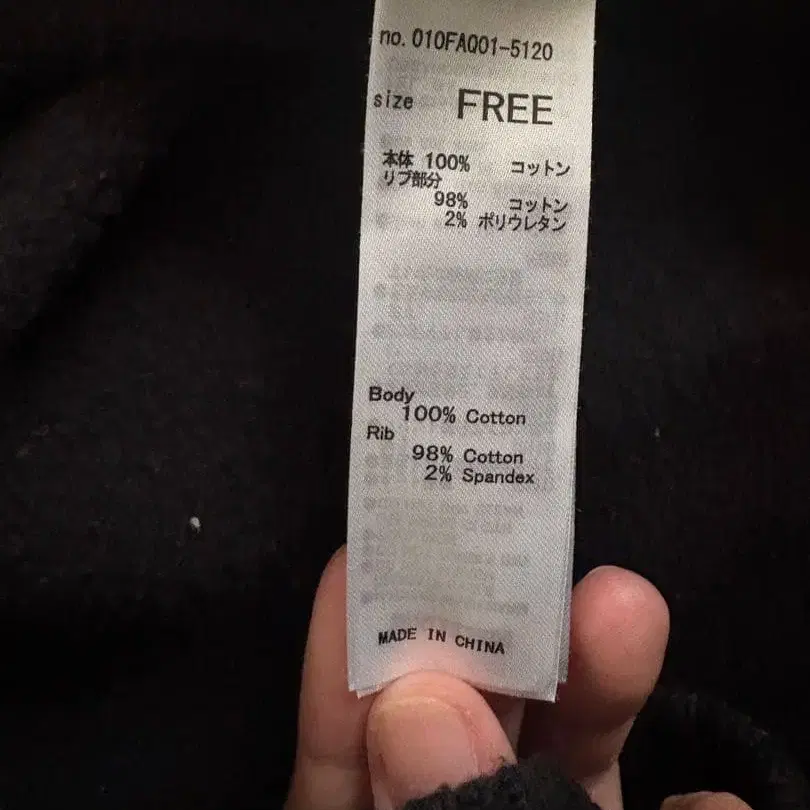 no. 010FA001-5120
size FREE
本体 100% コットン
リブ部分
98% コットン
2% ポリウレタン
Body
100% Cotton
Rib
98% Cotton
2% Spandex
MADE IN CHINA